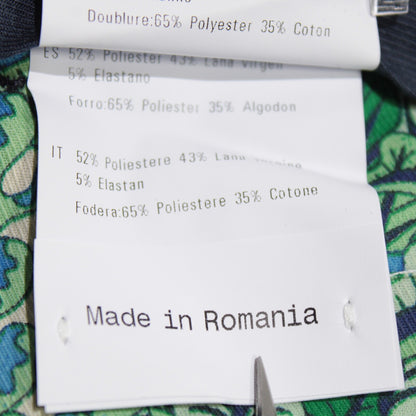 Doublure:65% Polyester 35% Coton
ES 52% Poliester 43% Lana Virgen
5% Elastano
Forro:65% Poliester 35% Algodon
IT 52% Poliestere 43% Lana
5% Elastan
Fodera:65% Poliestere 35% Cotone
Made in Romania